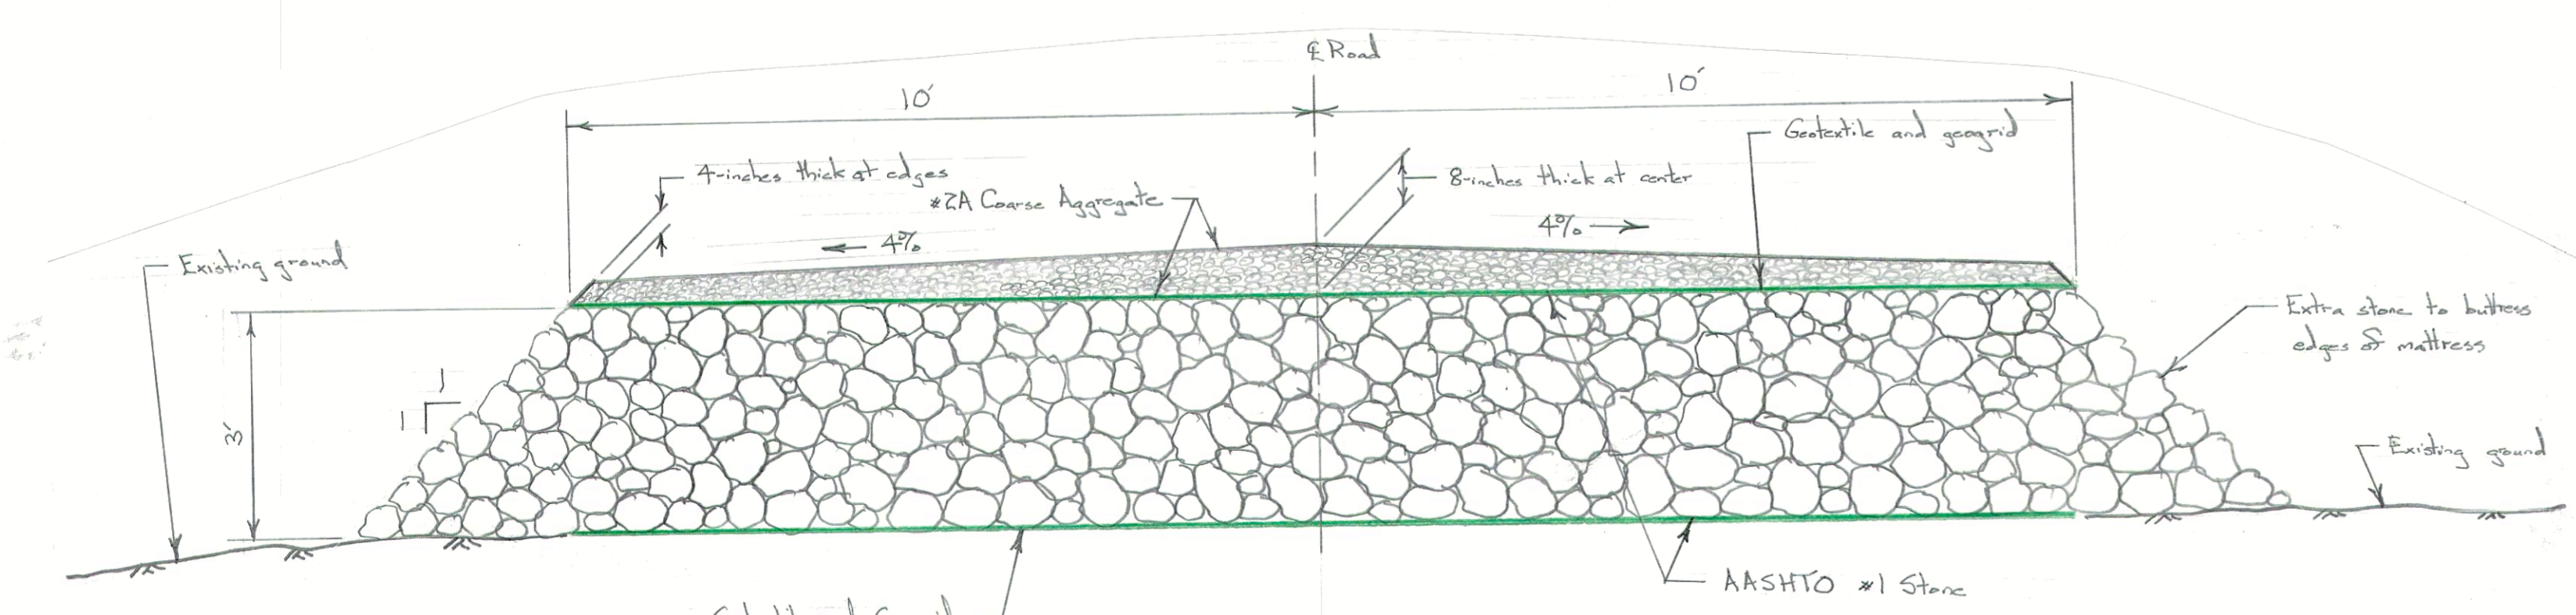 ℄ Road
10′
10′
Geotextile and geogrid
4-inches thick at edges
8-inches thick at center
#2A Coarse Aggregate
4%
4%
Existing ground
Extra stone to buttress
edges of mattress
1
1
3′
Existing ground
AASHTO #1 Stone